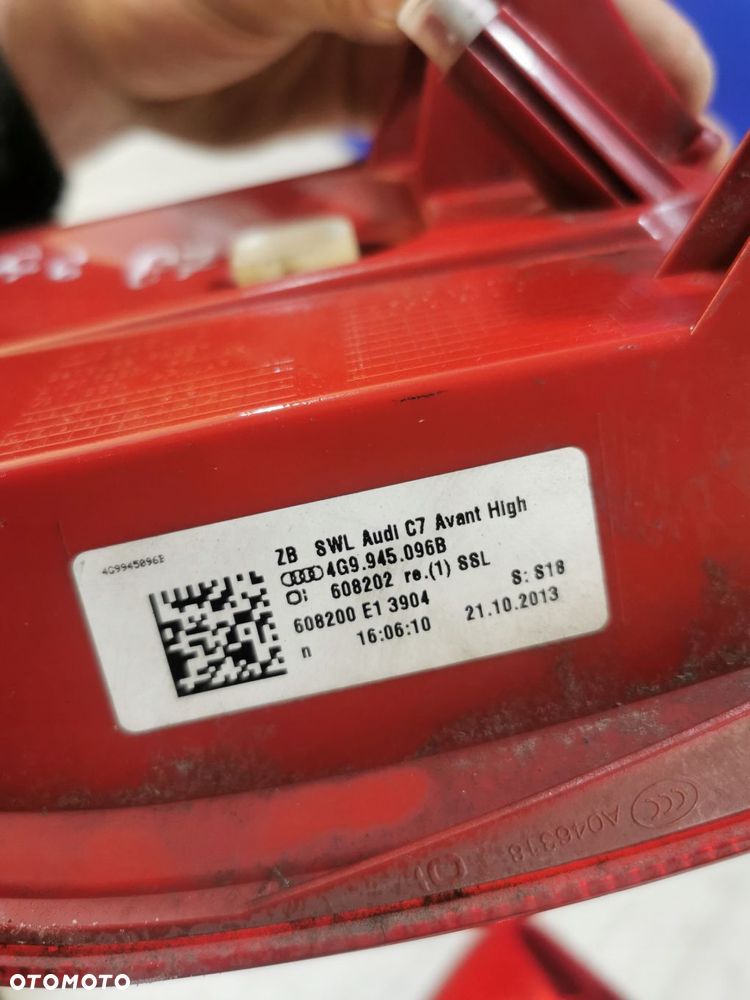 4G9945096B
ZB SWL Audi C7 Avant High
4G9.945.096B
608202 re.(1) SSL
608200 E1 3904
S: S18
n 16:06:10 21.10.2013
A046318
OTOMOTO